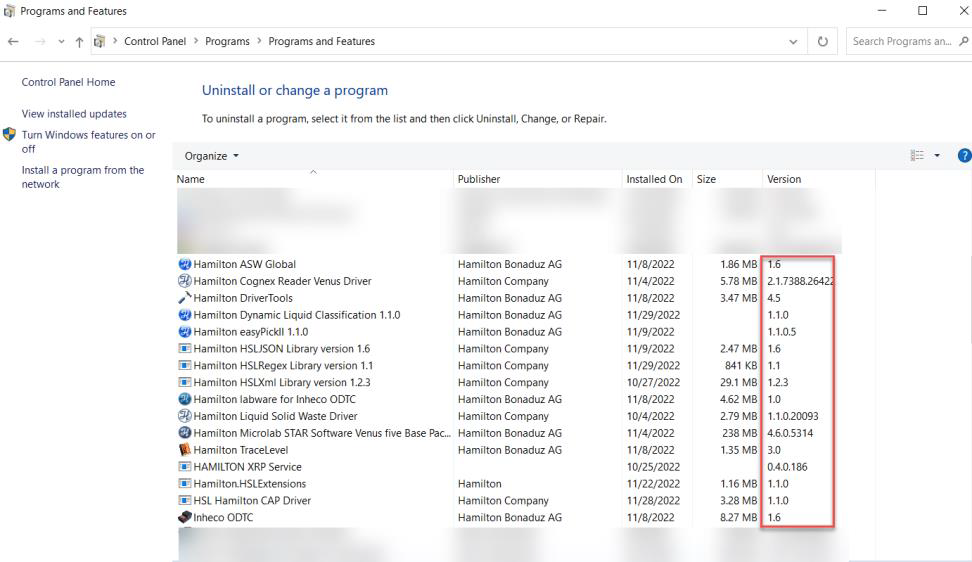 Programs and Features
Control Panel > Programs > Programs and Features
Search Programs an...
Control Panel Home
View installed updates
Turn Windows features on or off
Install a program from the network
Uninstall or change a program
To uninstall a program, select it from the list and then click Uninstall, Change, or Repair.
Organize
Name Publisher Installed On Size Version
Hamilton ASW Global Hamilton Bonaduz AG 11/8/2022 1.86 MB 1.6
Hamilton Cognex Reader Venus Driver Hamilton Company 11/4/2022 5.78 MB 2.1.7388.26422
Hamilton DriverTools Hamilton Bonaduz AG 11/8/2022 3.47 MB 4.5
Hamilton Dynamic Liquid Classification 1.1.0 Hamilton Bonaduz AG 11/29/2022 1.1.0
Hamilton easyPickII 1.1.0 Hamilton Bonaduz AG 11/9/2022 1.1.0.5
Hamilton HSLJSON Library version 1.6 Hamilton Company 11/9/2022 2.47 MB 1.6
Hamilton HSLRegex Library version 1.1 Hamilton Company 11/29/2022 841 KB 1.1
Hamilton HSLXml Library version 1.2.3 Hamilton Company 10/27/2022 29.1 MB 1.2.3
Hamilton labware for Inheco ODTC Hamilton Bonaduz AG 11/8/2022 4.62 MB 1.0
Hamilton Liquid Solid Waste Driver Hamilton Company 10/4/2022 2.79 MB 1.1.0.20093
Hamilton Microlab STAR Software Venus five Base Pac... Hamilton Bonaduz AG 11/4/2022 238 MB 4.6.0.5314
Hamilton TraceLevel Hamilton Bonaduz AG 11/8/2022 1.35 MB 3.0
HAMILTON XRP Service 10/25/2022 0.4.0.186
Hamilton.HSLExtensions Hamilton 11/22/2022 1.16 MB 1.1.0
HSL Hamilton CAP Driver Hamilton Company 11/28/2022 3.28 MB 1.1.0
Inheco ODTC Hamilton Bonaduz AG 11/8/2022 8.27 MB 1.6